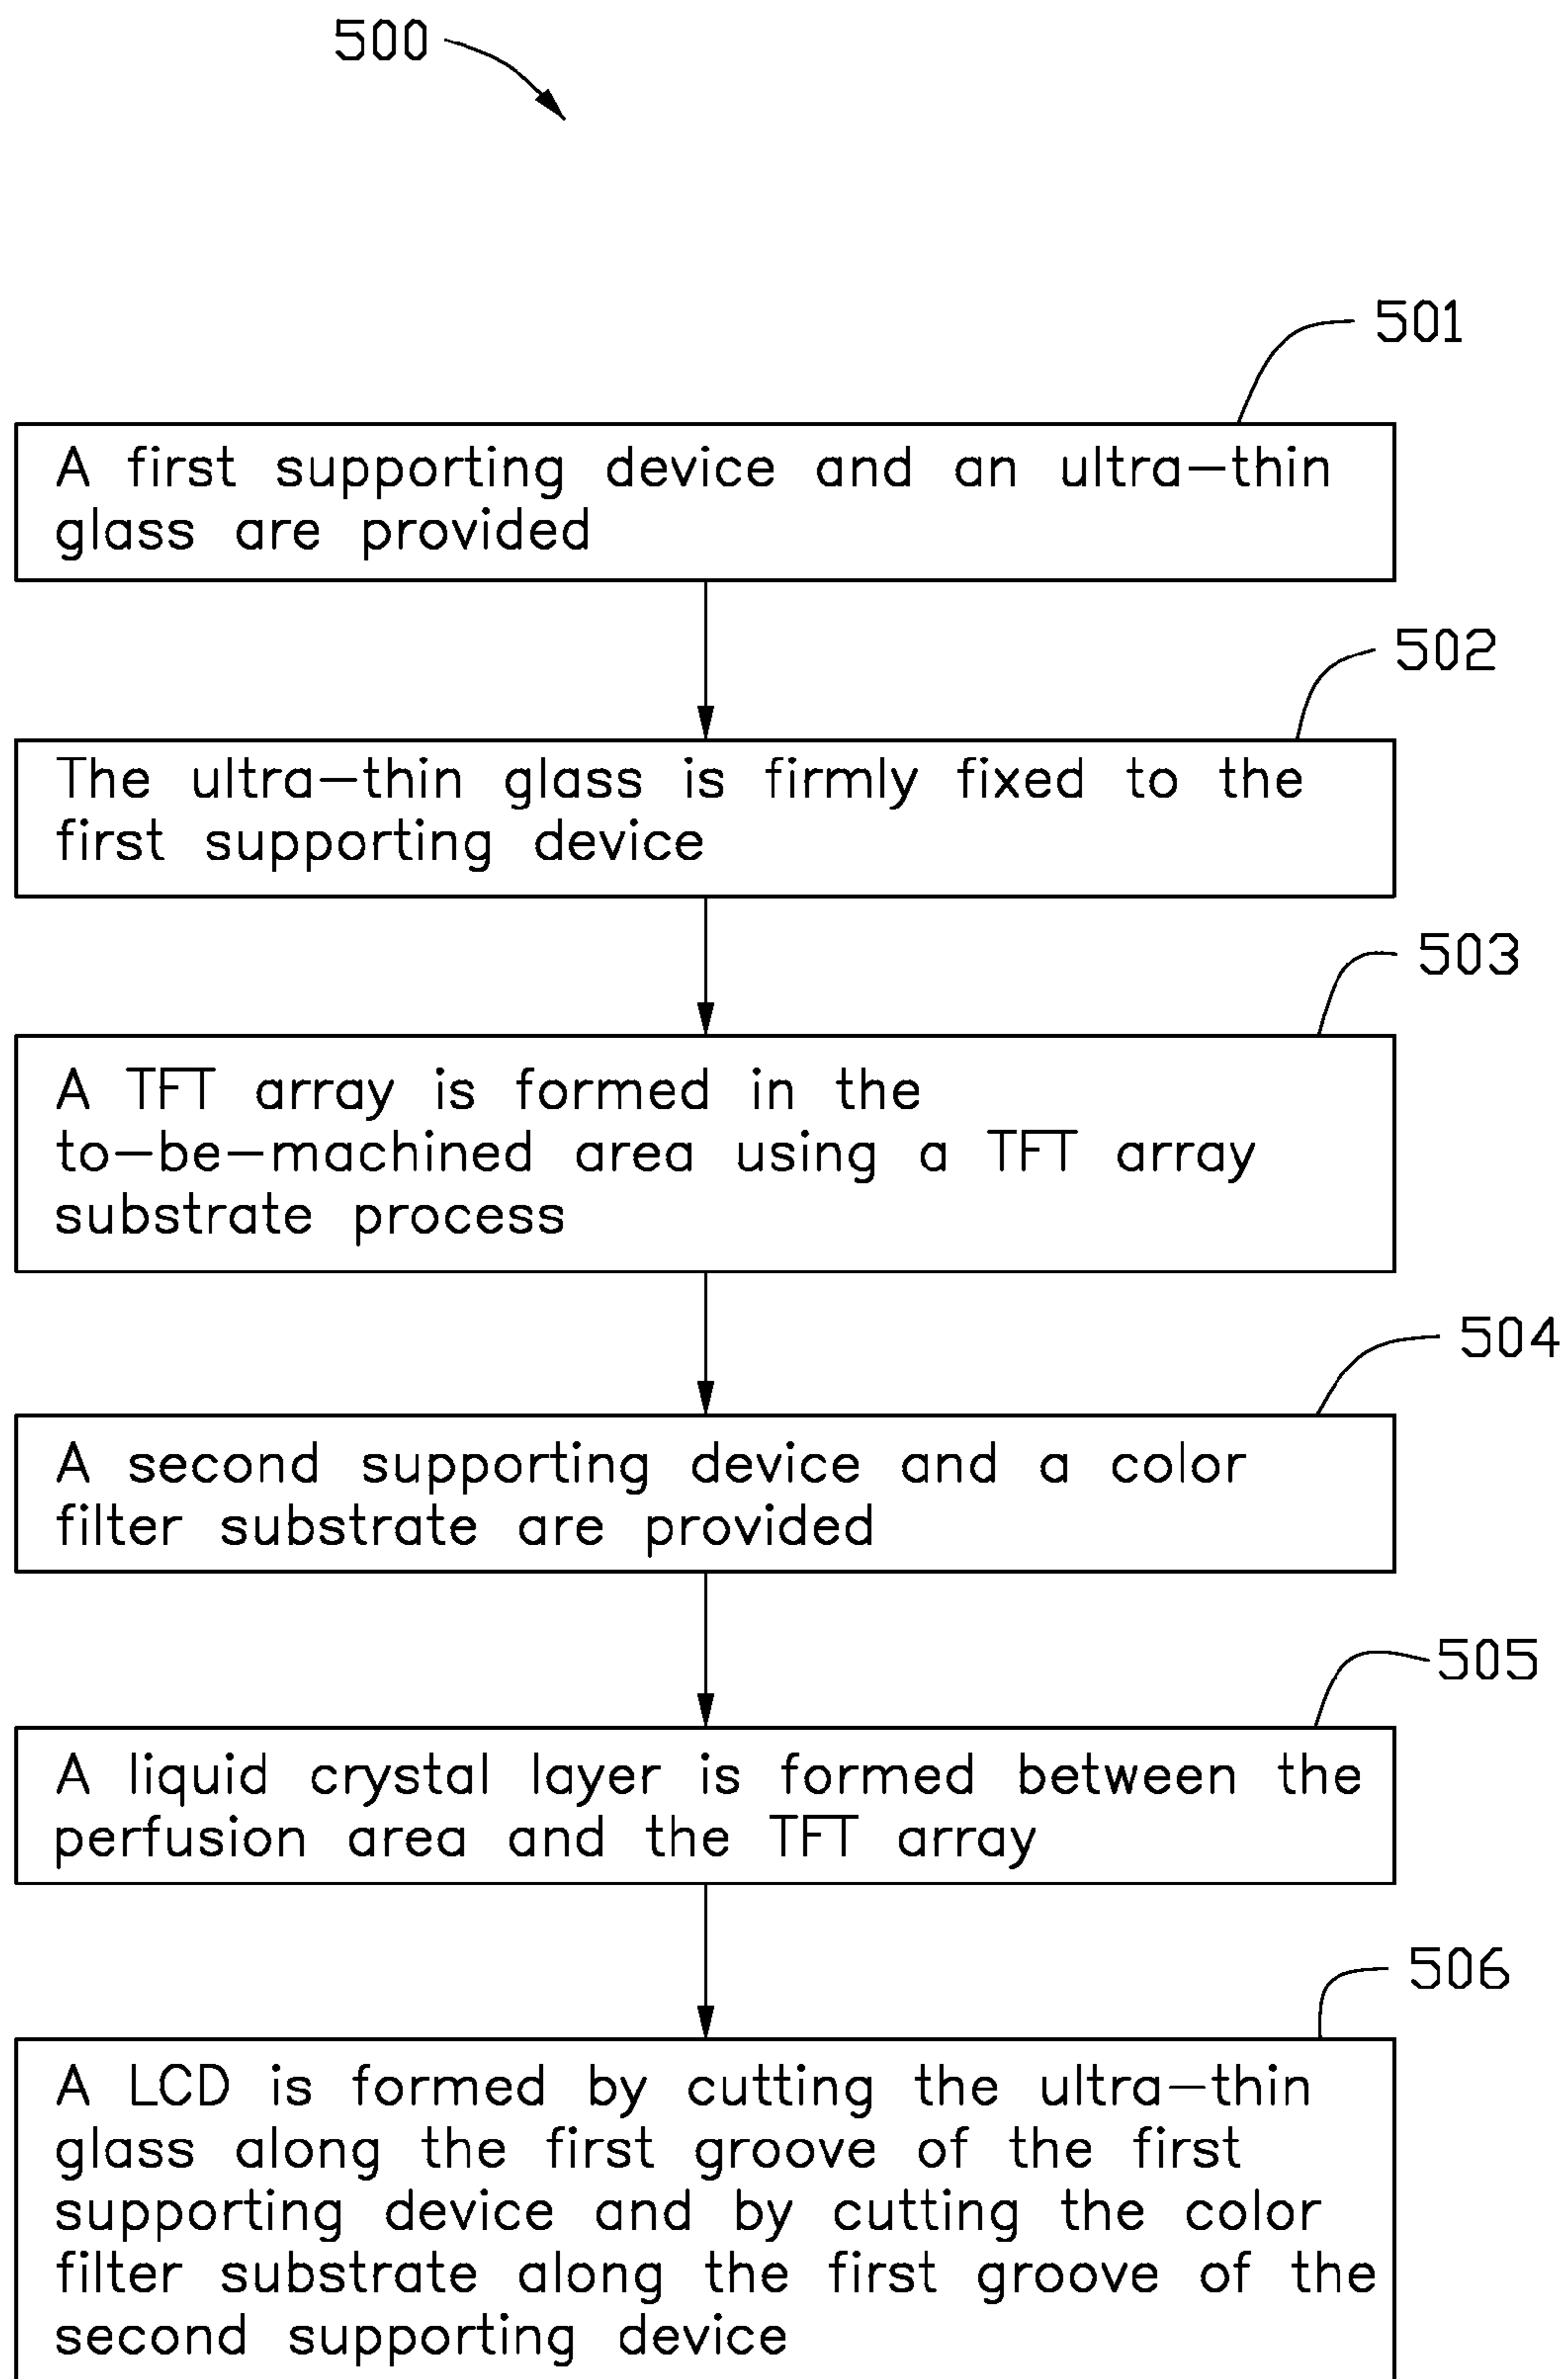 500
501
A first supporting device and an ultra-thin
glass are provided
502
The ultra-thin glass is firmly fixed to the
first supporting device
503
A TFT array is formed in the
to-be-machined area using a TFT array
substrate process
504
A second supporting device and a color
filter substrate are provided
505
A liquid crystal layer is formed between the
perfusion area and the TFT array
506
A LCD is formed by cutting the ultra-thin
glass along the first groove of the first
supporting device and by cutting the color
filter substrate along the first groove of the
second supporting device